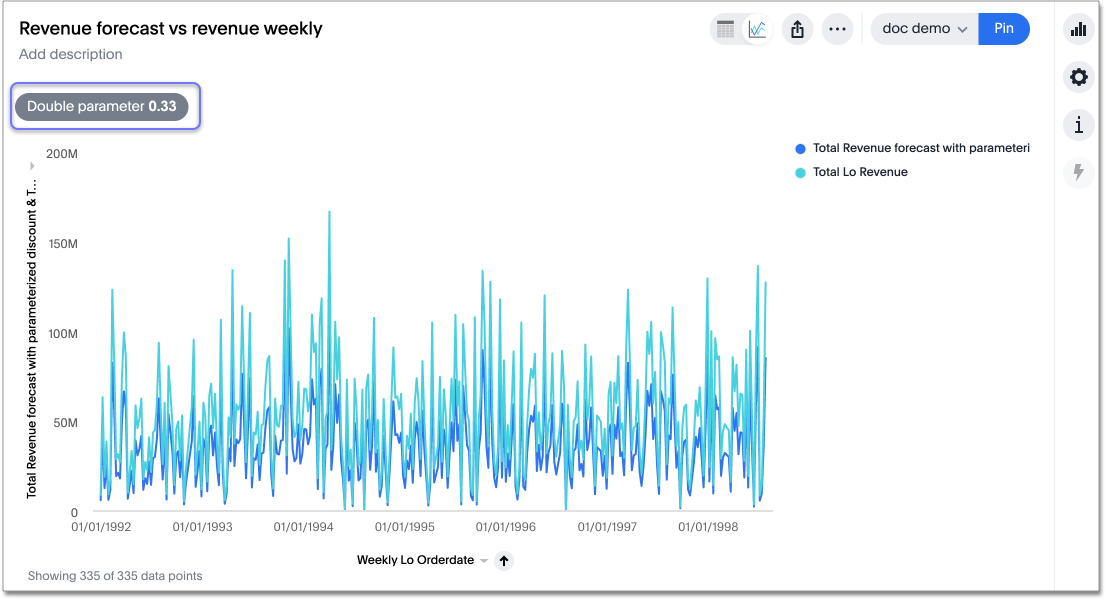 Revenue forecast vs revenue weekly
doc demo
Pin
Add description
Double parameter 0.33
Total Revenue forecast with parameterized discount & T...
200M
150M
100M
50M
0
01/01/1992
01/01/1993
01/01/1994
01/01/1995
01/01/1996
01/01/1997
01/01/1998
Weekly Lo Orderdate
Total Revenue forecast with parameteri
Total Lo Revenue
Showing 335 of 335 data points